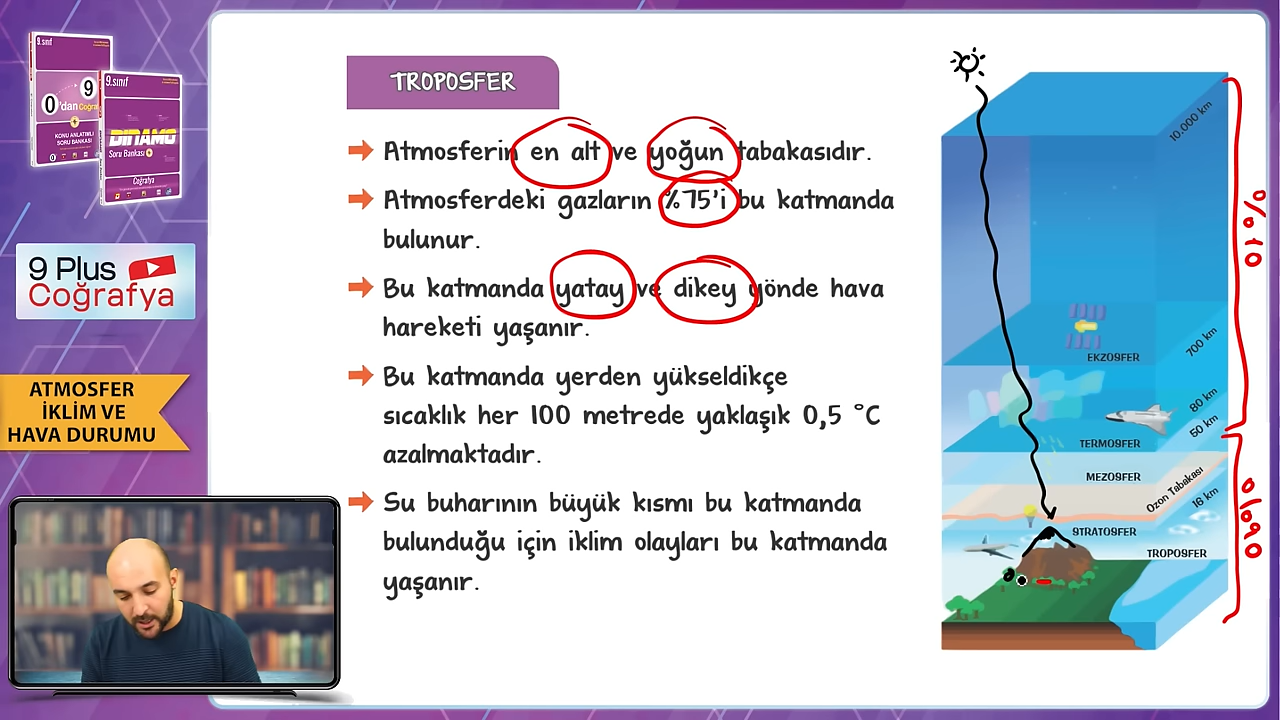 9.sınıf
0'dan 9
KONU ANLATIMLI
SORU BANKASI
9.sınıf
DİNAMO
Soru Bankası
Coğrafya
9 Plus
Coğrafya
ATMOSFER
İKLİM VE
HAVA DURUMU
TROPOSFER
Atmosferin en alt ve yoğun tabakasıdır.
Atmosferdeki gazların %75'i bu katmanda
bulunur.
Bu katmanda yatay ve dikey yönde hava
hareketi yaşanır.
Bu katmanda yerden yükseldikçe
sıcaklık her 100 metrede yaklaşık 0,5 °C
azalmaktadır.
Su buharının büyük kısmı bu katmanda
bulunduğu için iklim olayları bu katmanda
yaşanır.
10.000 km
%10
EKZOSFER
700 km
80 km
TERMOSFER
50 km
MEZOSFER
Ozon Tabakası
18 km
STRATOSFER
TROPOSFER
%90